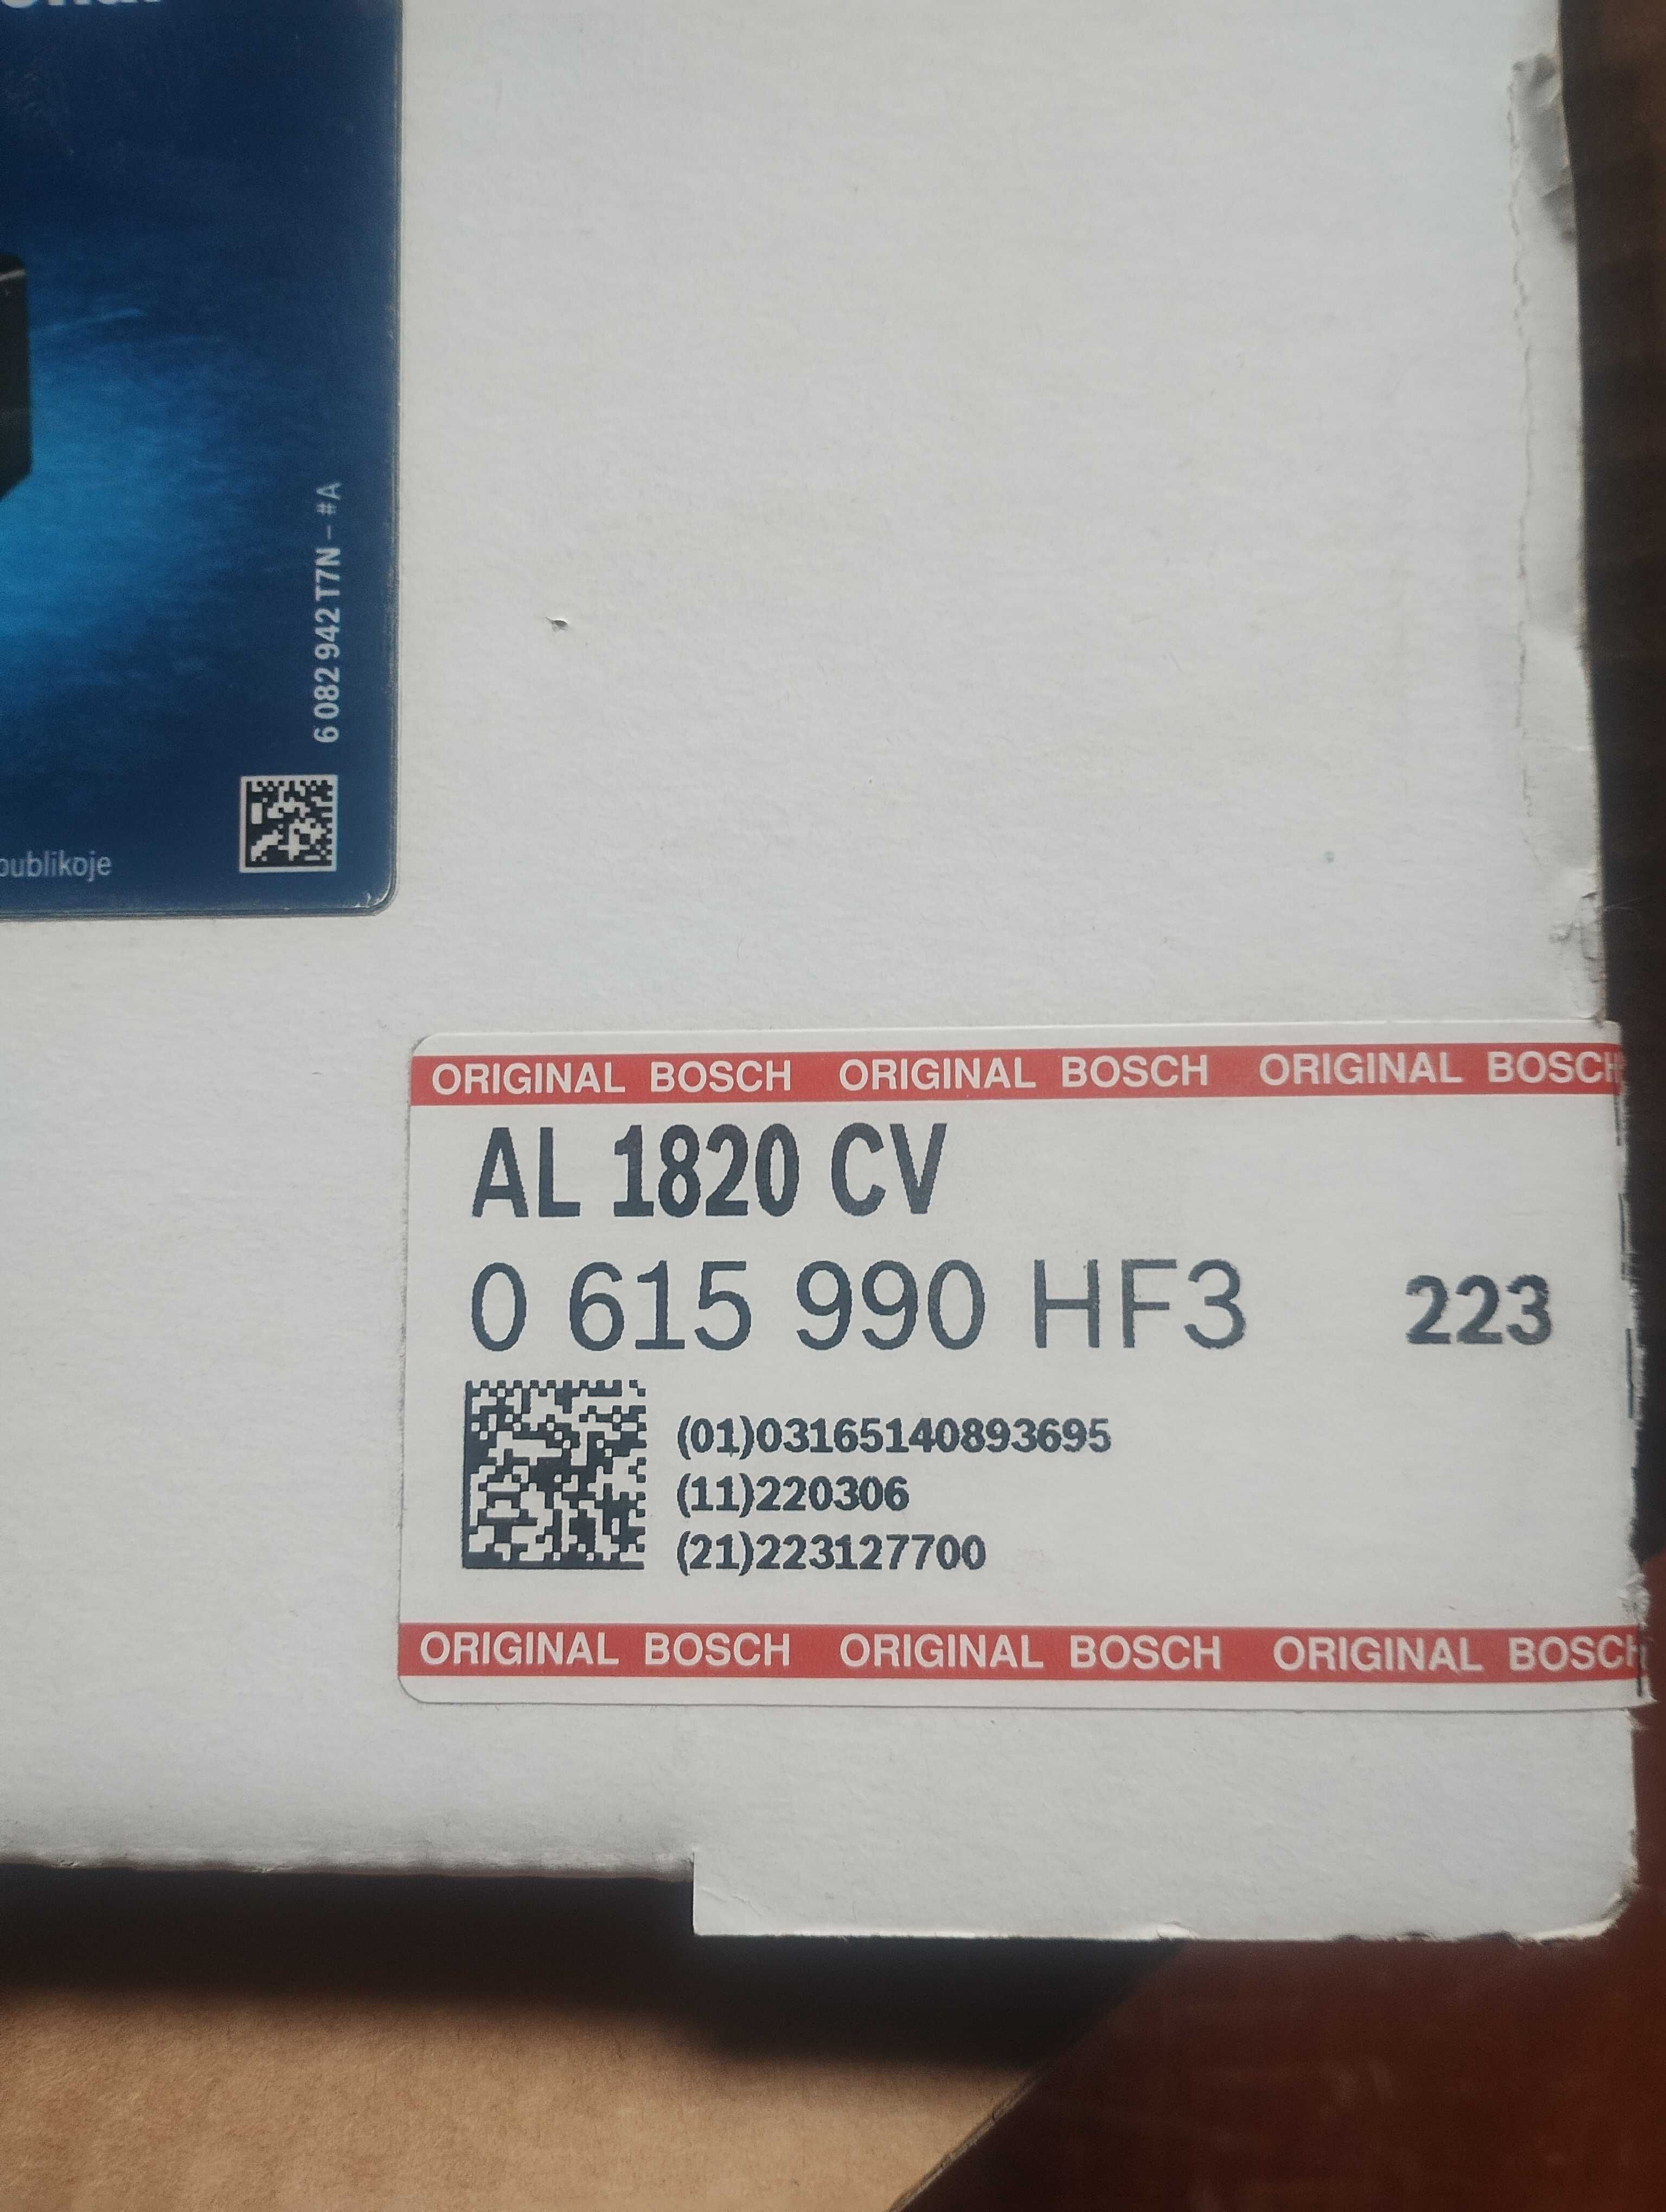 6 082 942 T7N – #A
ORIGINAL BOSCH ORIGINAL BOSCH ORIGINAL BOSCH
AL 1820 CV
0 615 990 HF3 223
(01)03165140893695
(11)220306
(21)223127700
ORIGINAL BOSCH ORIGINAL BOSCH ORIGINAL BOSCH